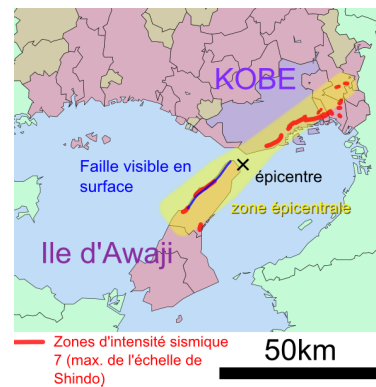 KOBE
Faille visible en
surface
épicentre
zone épicentrale
Ile d'Awaji
Zones d'intensité sismique
7 (max. de l'échelle de
Shindo)
50km